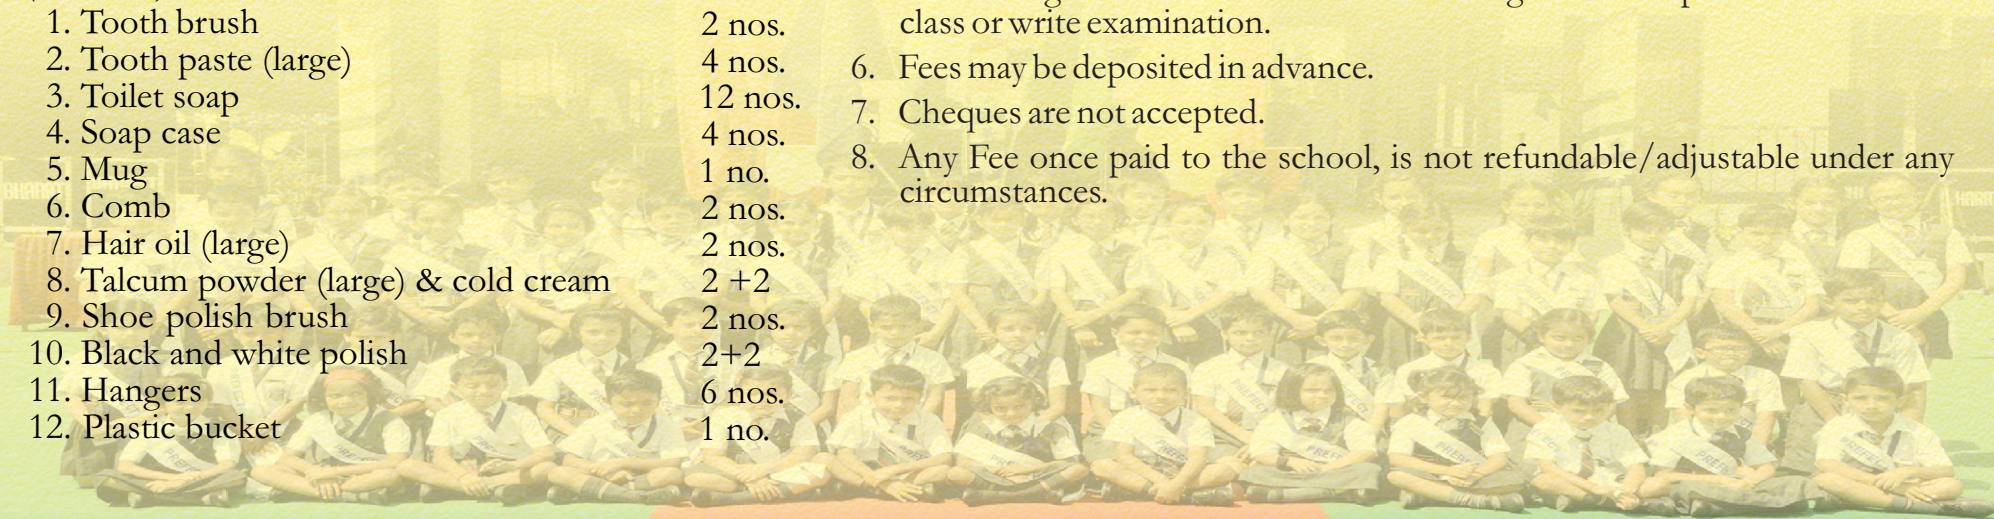 1. Tooth brush 2 nos.
2. Tooth paste (large) 4 nos.
3. Toilet soap 12 nos.
4. Soap case 4 nos.
5. Mug 1 no.
6. Comb 2 nos.
7. Hair oil (large) 2 nos.
8. Talcum powder (large) & cold cream 2 +2
9. Shoe polish brush 2 nos.
10. Black and white polish 2+2
11. Hangers 6 nos.
12. Plastic bucket 1 no.
class or write examination.
6. Fees may be deposited in advance.
7. Cheques are not accepted.
8. Any Fee once paid to the school, is not refundable/adjustable under any
circumstances.